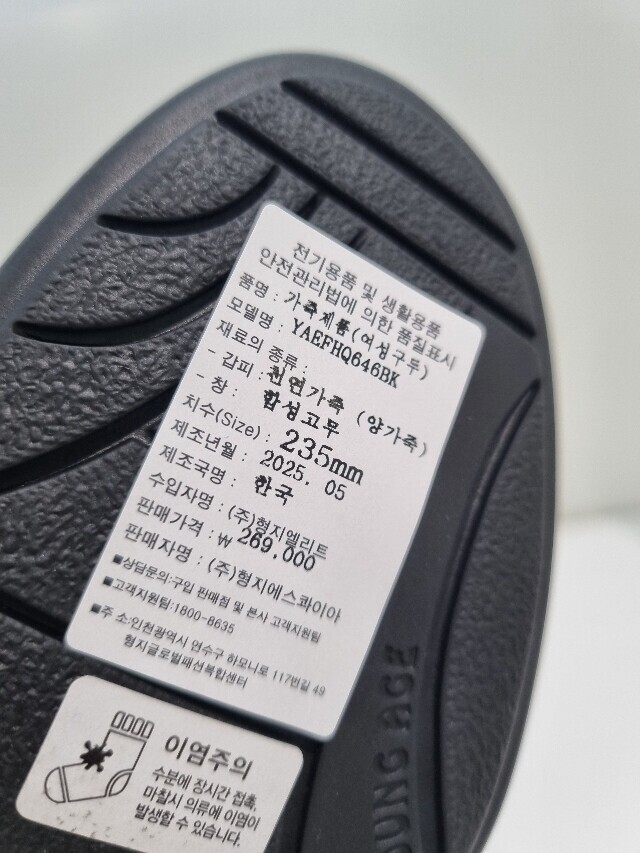 전기용품 및 생활용품
안전관리법에 의한 품질표시
품명 : 가죽제품(여성구두)
모델명 : YAEFHQ646BK
재료의 종류 :
- 갑피 : 천연가죽 (양가죽)
- 창 : 합성고무
치수(Size) : 235mm
제조년월 : 2025. 05
제조국명 : 한국
수입자명 : (주)형지엘리트
판매가격 : ₩ 269,000
판매자명 : (주)형지에스콰이아
■상담문의:구입 판매점 및 본사 고객지원팀
■고객지원팀:1800-8635
■주 소:인천광역시 연수구 하모니로 117번길 49
형지글로벌패션복합센터
이염주의
수분에 장시간 접촉,
마찰시 의류에 이염이
발생할 수 있습니다.
OUNG AGE